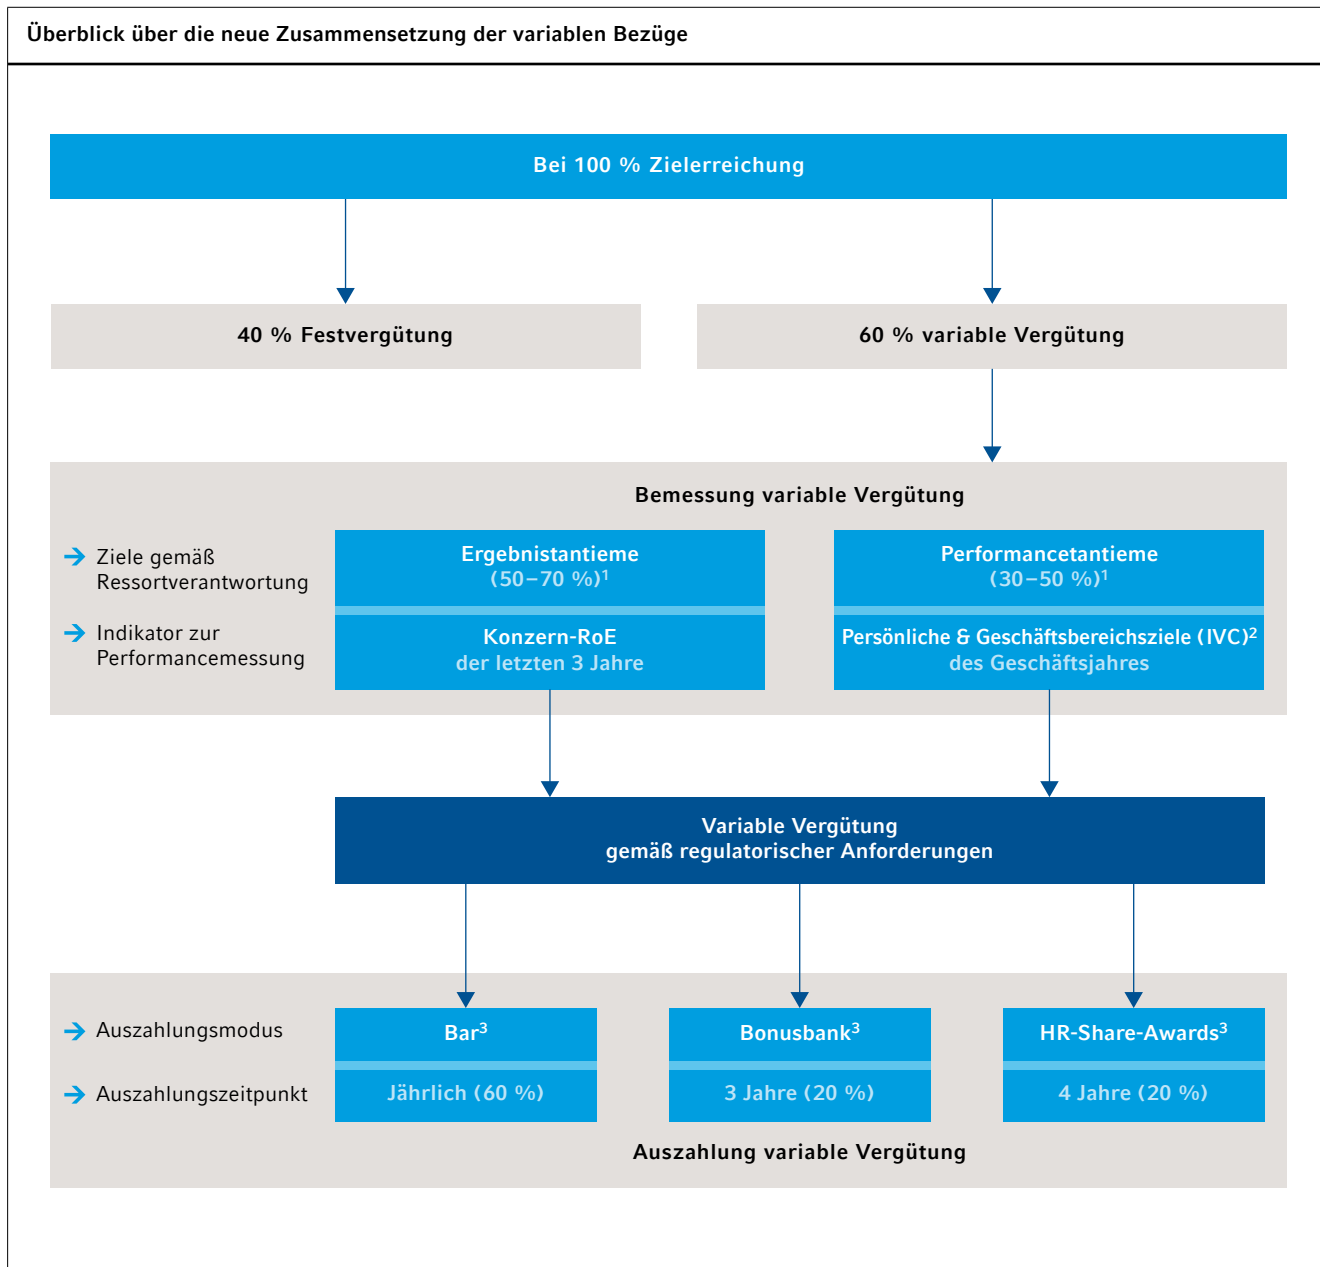 Überblick über die neue Zusammensetzung der variablen Bezüge
Bei 100 % Zielerreichung
40 % Festvergütung
60 % variable Vergütung
Bemessung variable Vergütung
→ Ziele gemäß
Ressortverantwortung
Ergebnistantieme
(50–70 %)¹
Performancetantieme
(30–50 %)¹
→ Indikator zur
Performancemessung
Konzern-RoE
der letzten 3 Jahre
Persönliche & Geschäftsbereichsziele (IVC)²
des Geschäftsjahres
Variable Vergütung
gemäß regulatorischer Anforderungen
→ Auszahlungsmodus
Bar³
Bonusbank³
HR-Share-Awards³
→ Auszahlungszeitpunkt
Jährlich (60 %)
3 Jahre (20 %)
4 Jahre (20 %)
Auszahlung variable Vergütung